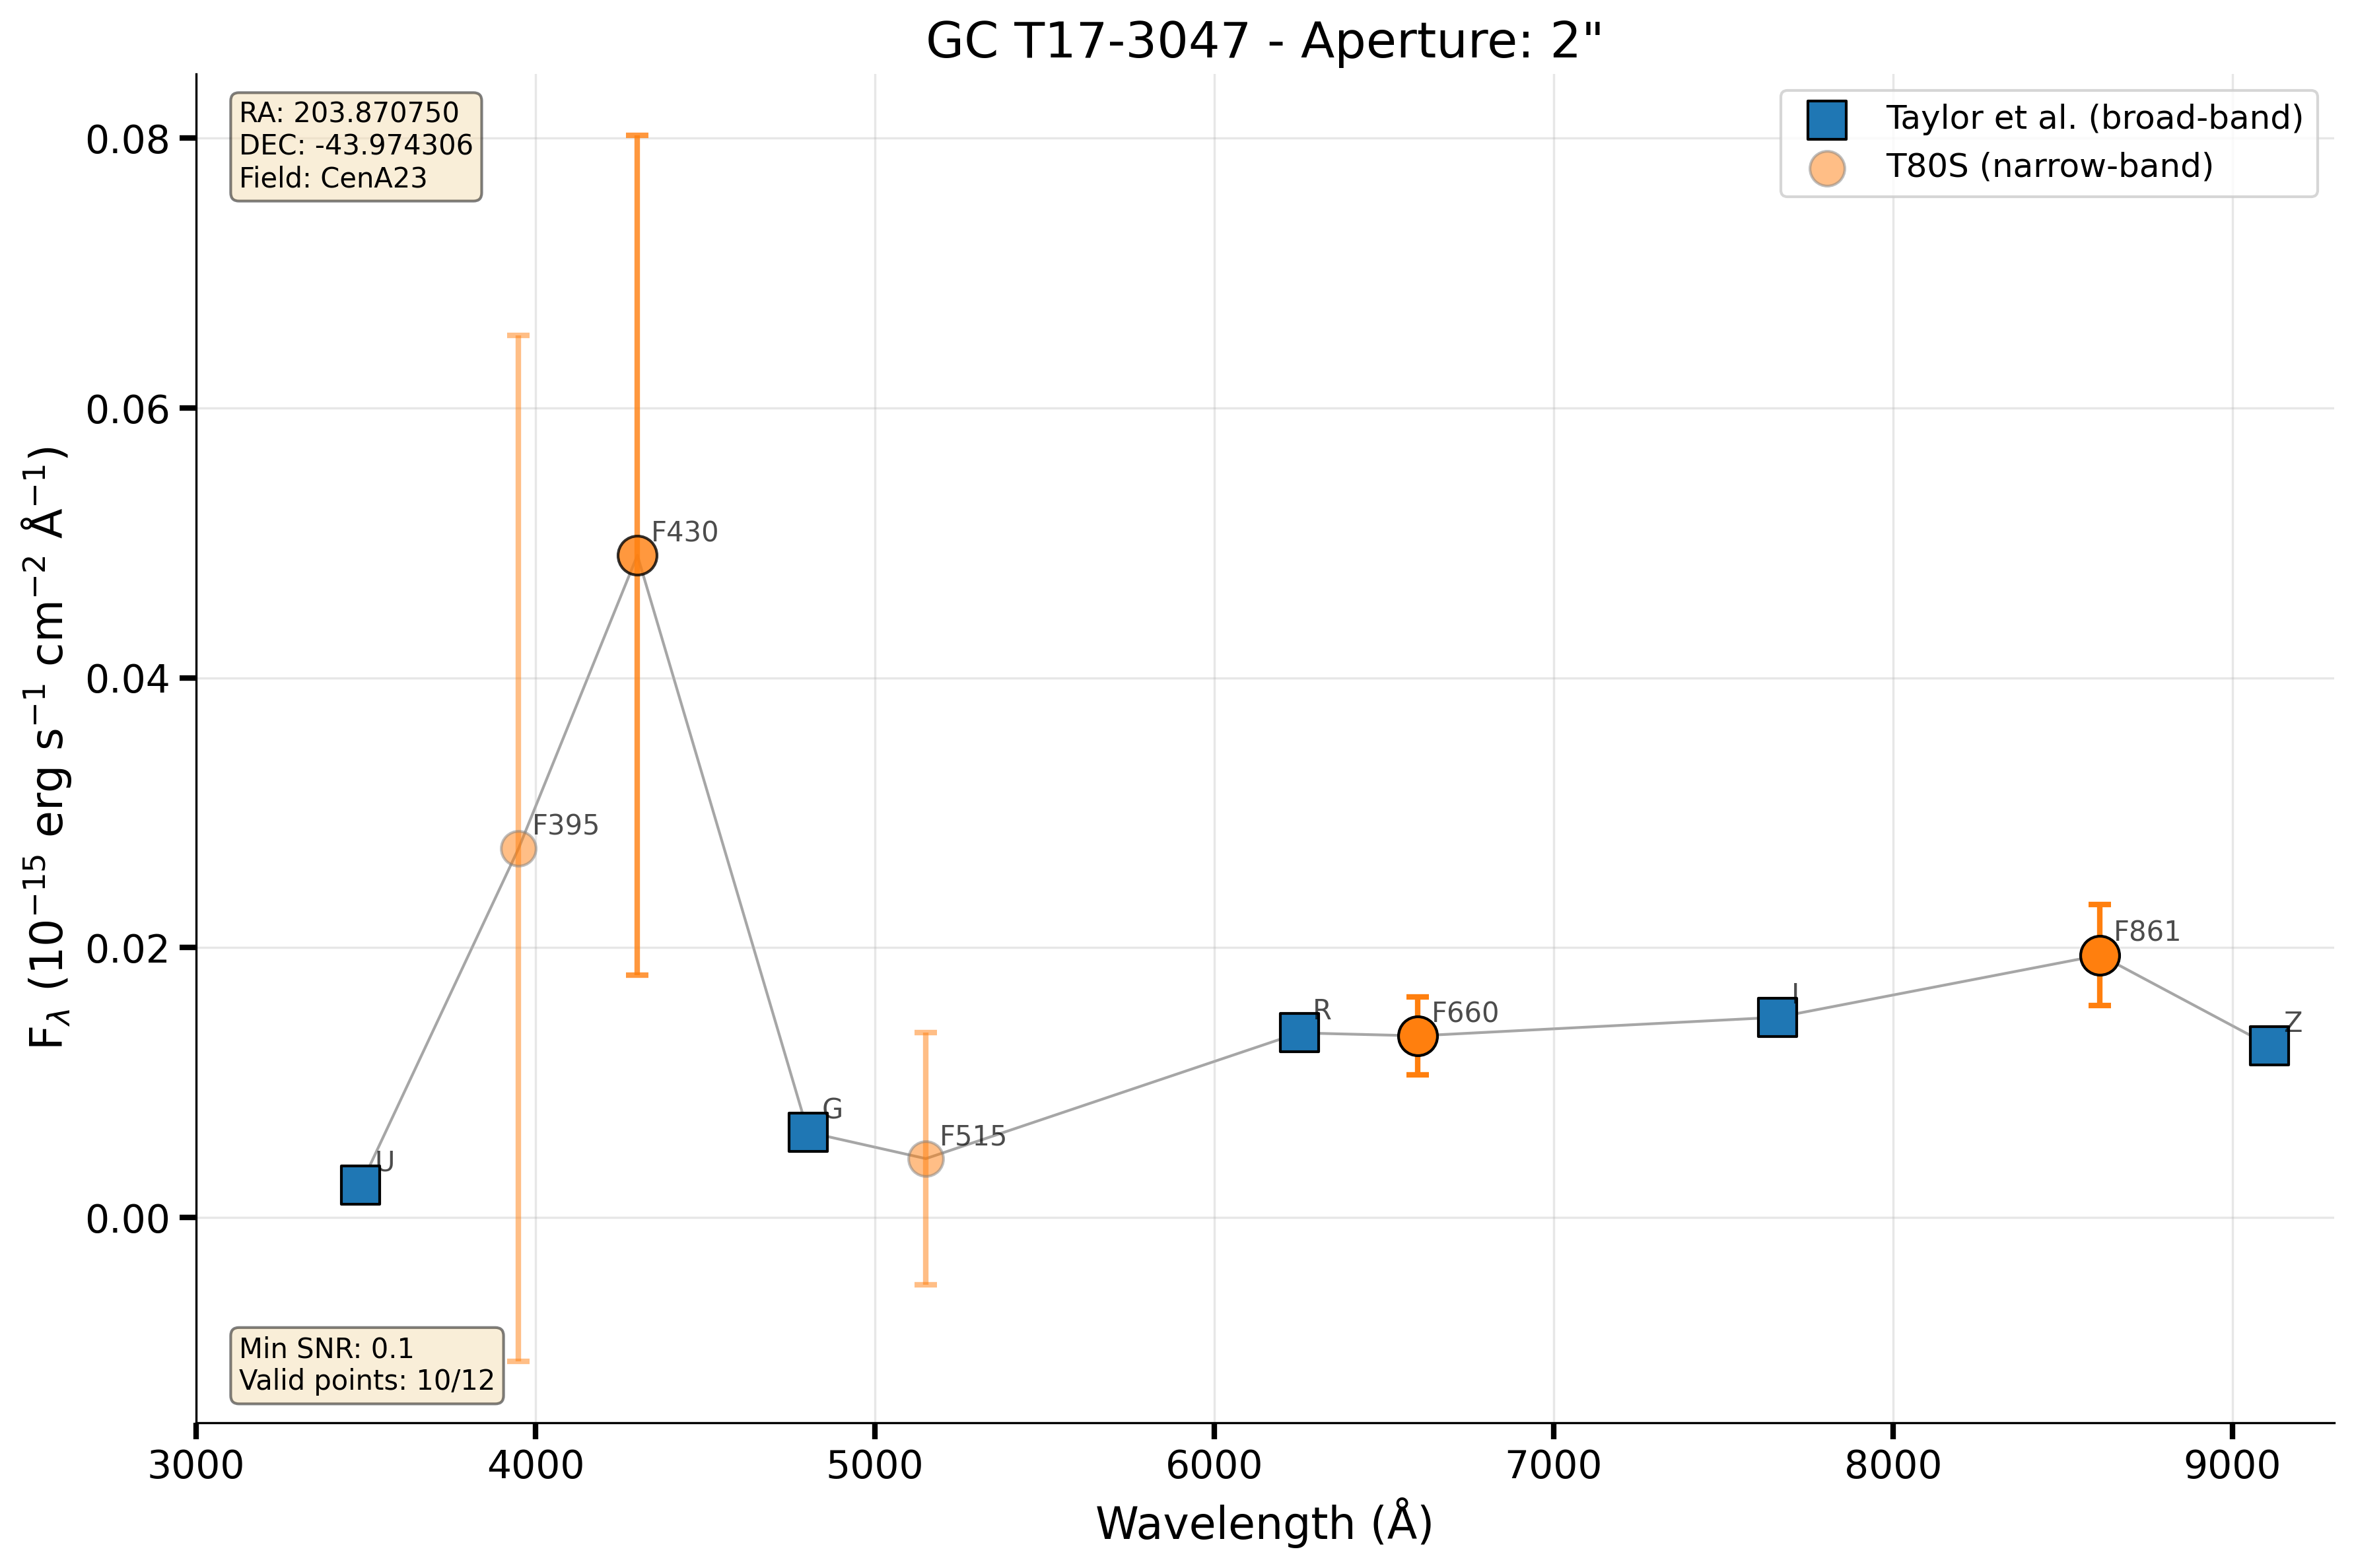 GC T17-3047 - Aperture: 2"
RA: 203.870750
DEC: -43.974306
Field: CenA23
Taylor et al. (broad-band)
T80S (narrow-band)
0.08
0.06
0.04
0.02
0.00
F_λ (10⁻¹⁵ erg s⁻¹ cm⁻² Å⁻¹)
U
F395
F430
G
F515
R
F660
I
F861
Z
Min SNR: 0.1
Valid points: 10/12
3000 4000 5000 6000 7000 8000 9000
Wavelength (Å)